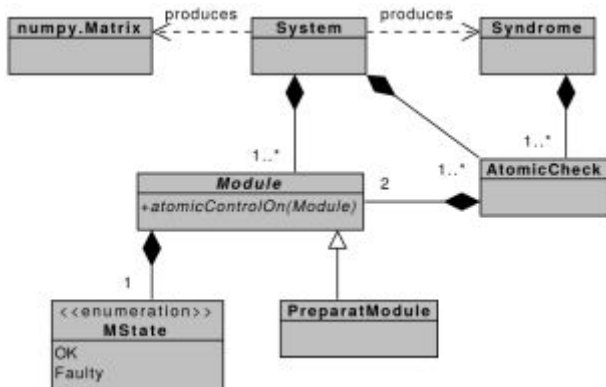 produces
produces
numpy.Matrix
System
Syndrome
1..*
1..*
1..*
Module
2
AtomicCheck
+atomicControlOn(Module)
1
<<enumeration>>
MState
PreparatModule
OK
Faulty